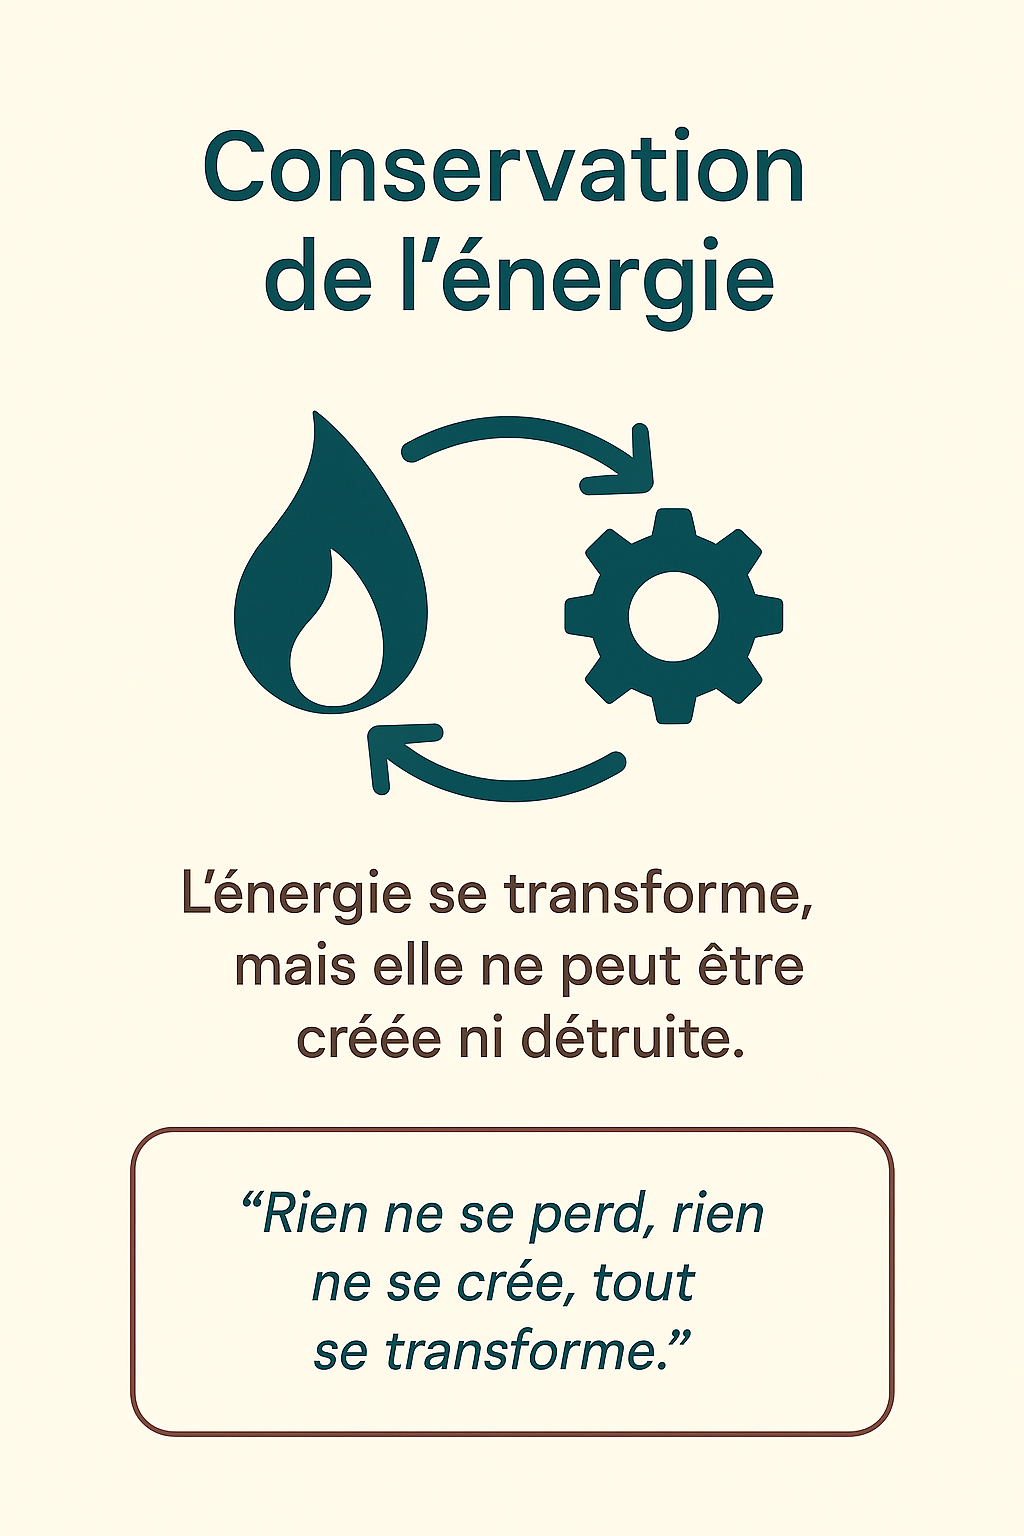 Conservation
de l’énergie
L’énergie se transforme,
mais elle ne peut être
créée ni détruite.
“Rien ne se perd, rien
ne se crée, tout
se transforme.”